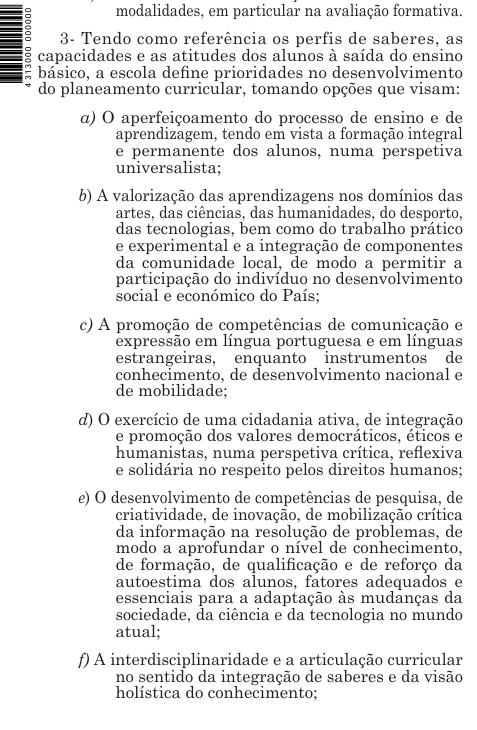 modalidades, em particular na avaliação formativa.
3- Tendo como referência os perfis de saberes, as
capacidades e as atitudes dos alunos à saída do ensino
básico, a escola define prioridades no desenvolvimento
do planeamento curricular, tomando opções que visam:
a) O aperfeiçoamento do processo de ensino e de
aprendizagem, tendo em vista a formação integral
e permanente dos alunos, numa perspetiva
universalista;
b) A valorização das aprendizagens nos domínios das
artes, das ciências, das humanidades, do desporto,
das tecnologias, bem como do trabalho prático
e experimental e a integração de componentes
da comunidade local, de modo a permitir a
participação do indivíduo no desenvolvimento
social e económico do País;
c) A promoção de competências de comunicação e
expressão em língua portuguesa e em línguas
estrangeiras, enquanto instrumentos de
conhecimento, de desenvolvimento nacional e
de mobilidade;
d) O exercício de uma cidadania ativa, de integração
e promoção dos valores democráticos, éticos e
humanistas, numa perspetiva crítica, reflexiva
e solidária no respeito pelos direitos humanos;
e) O desenvolvimento de competências de pesquisa, de
criatividade, de inovação, de mobilização crítica
da informação na resolução de problemas, de
modo a aprofundar o nível de conhecimento,
de formação, de qualificação e de reforço da
autoestima dos alunos, fatores adequados e
essenciais para a adaptação às mudanças da
sociedade, da ciência e da tecnologia no mundo
atual;
f) A interdisciplinaridade e a articulação curricular
no sentido da integração de saberes e da visão
holística do conhecimento;
4 313000 000000